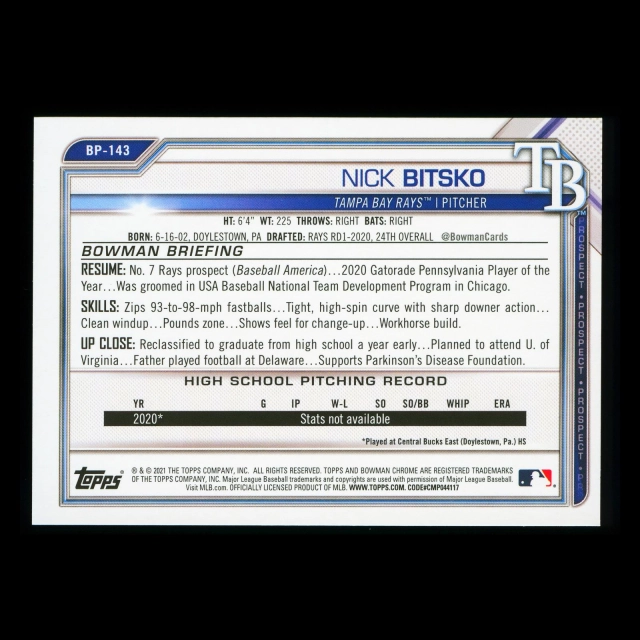 BP-143
NICK BITSKO
TAMPA BAY RAYS™ | PITCHER
TB
™
HT: 6'4" WT: 225 THROWS: RIGHT BATS: RIGHT
BORN: 6-16-02, DOYLESTOWN, PA DRAFTED: RAYS RD1-2020, 24TH OVERALL @BowmanCards
BOWMAN BRIEFING
RESUME: No. 7 Rays prospect (Baseball America)...2020 Gatorade Pennsylvania Player of the
Year...Was groomed in USA Baseball National Team Development Program in Chicago.
SKILLS: Zips 93-to-98-mph fastballs...Tight, high-spin curve with sharp downer action...
Clean windup...Pounds zone...Shows feel for change-up...Workhorse build.
UP CLOSE: Reclassified to graduate from high school a year early...Planned to attend U. of
Virginia...Father played football at Delaware...Supports Parkinson's Disease Foundation.
HIGH SCHOOL PITCHING RECORD
YR G IP W-L SO SO/BB WHIP ERA
2020* Stats not available
*Played at Central Bucks East (Doylestown, Pa.) HS
PROSPECT • PROSPECT • PROSPECT • PR
Topps
® & © 2021 THE TOPPS COMPANY, INC. ALL RIGHTS RESERVED. TOPPS AND BOWMAN CHROME ARE REGISTERED TRADEMARKS
OF THE TOPPS COMPANY, INC. Major League Baseball trademarks and copyrights are used with permission of Major League Baseball.
Visit MLB.com. OFFICIALLY LICENSED PRODUCT OF MLB. WWW.TOPPS.COM. CODE#CMP044117